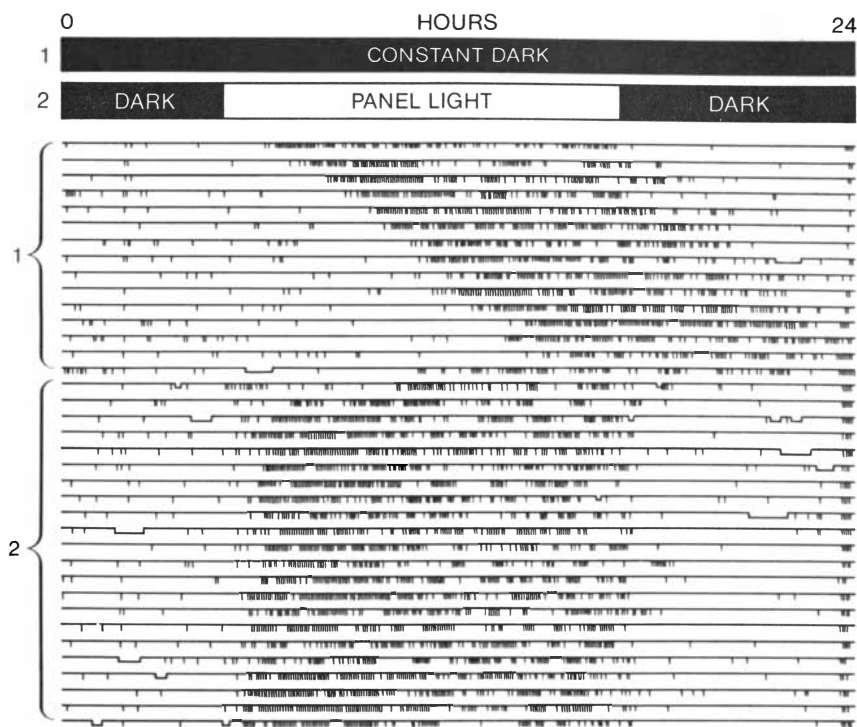 0 HOURS 24
1 CONSTANT DARK
2 DARK PANEL LIGHT DARK
1
2